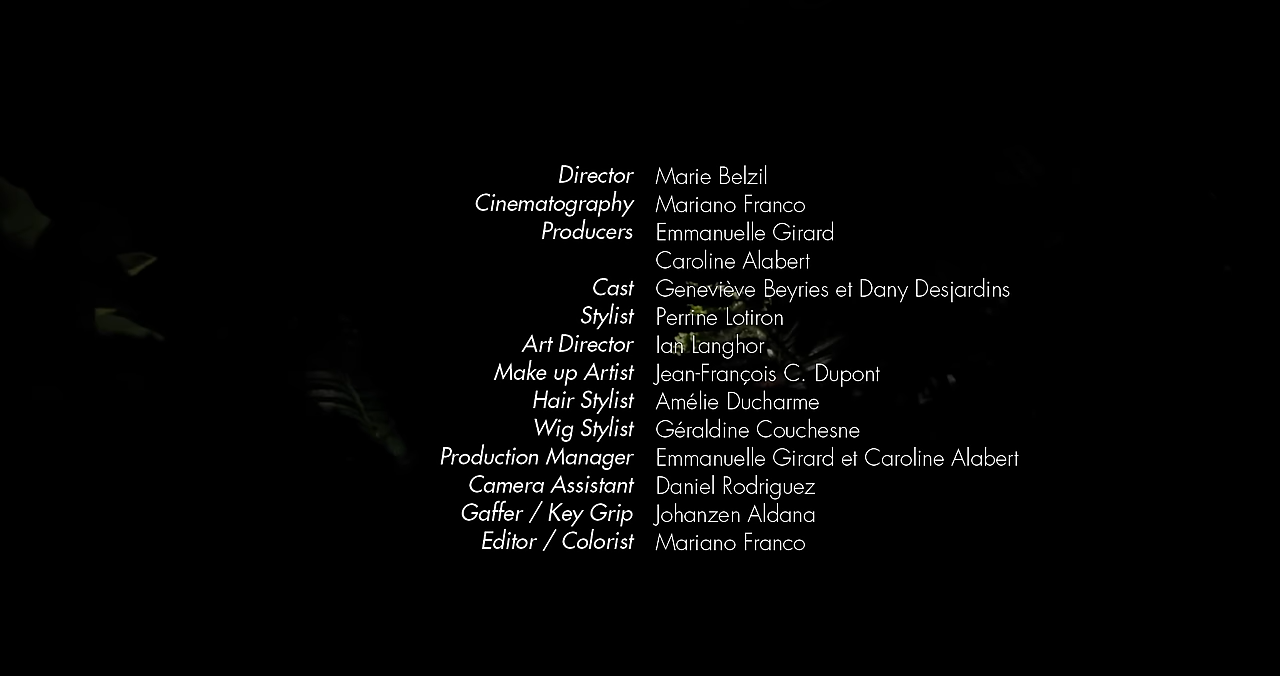 Director Marie Belzil
Cinematography Mariano Franco
Producers Emmanuelle Girard
Caroline Alabert
Cast Geneviève Beyries et Dany Desjardins
Stylist Perrine Lotiron
Art Director Ian Langhor
Make up Artist Jean-François C. Dupont
Hair Stylist Amélie Ducharme
Wig Stylist Géraldine Couchesne
Production Manager Emmanuelle Girard et Caroline Alabert
Camera Assistant Daniel Rodriguez
Gaffer / Key Grip Johanzen Aldana
Editor / Colorist Mariano Franco